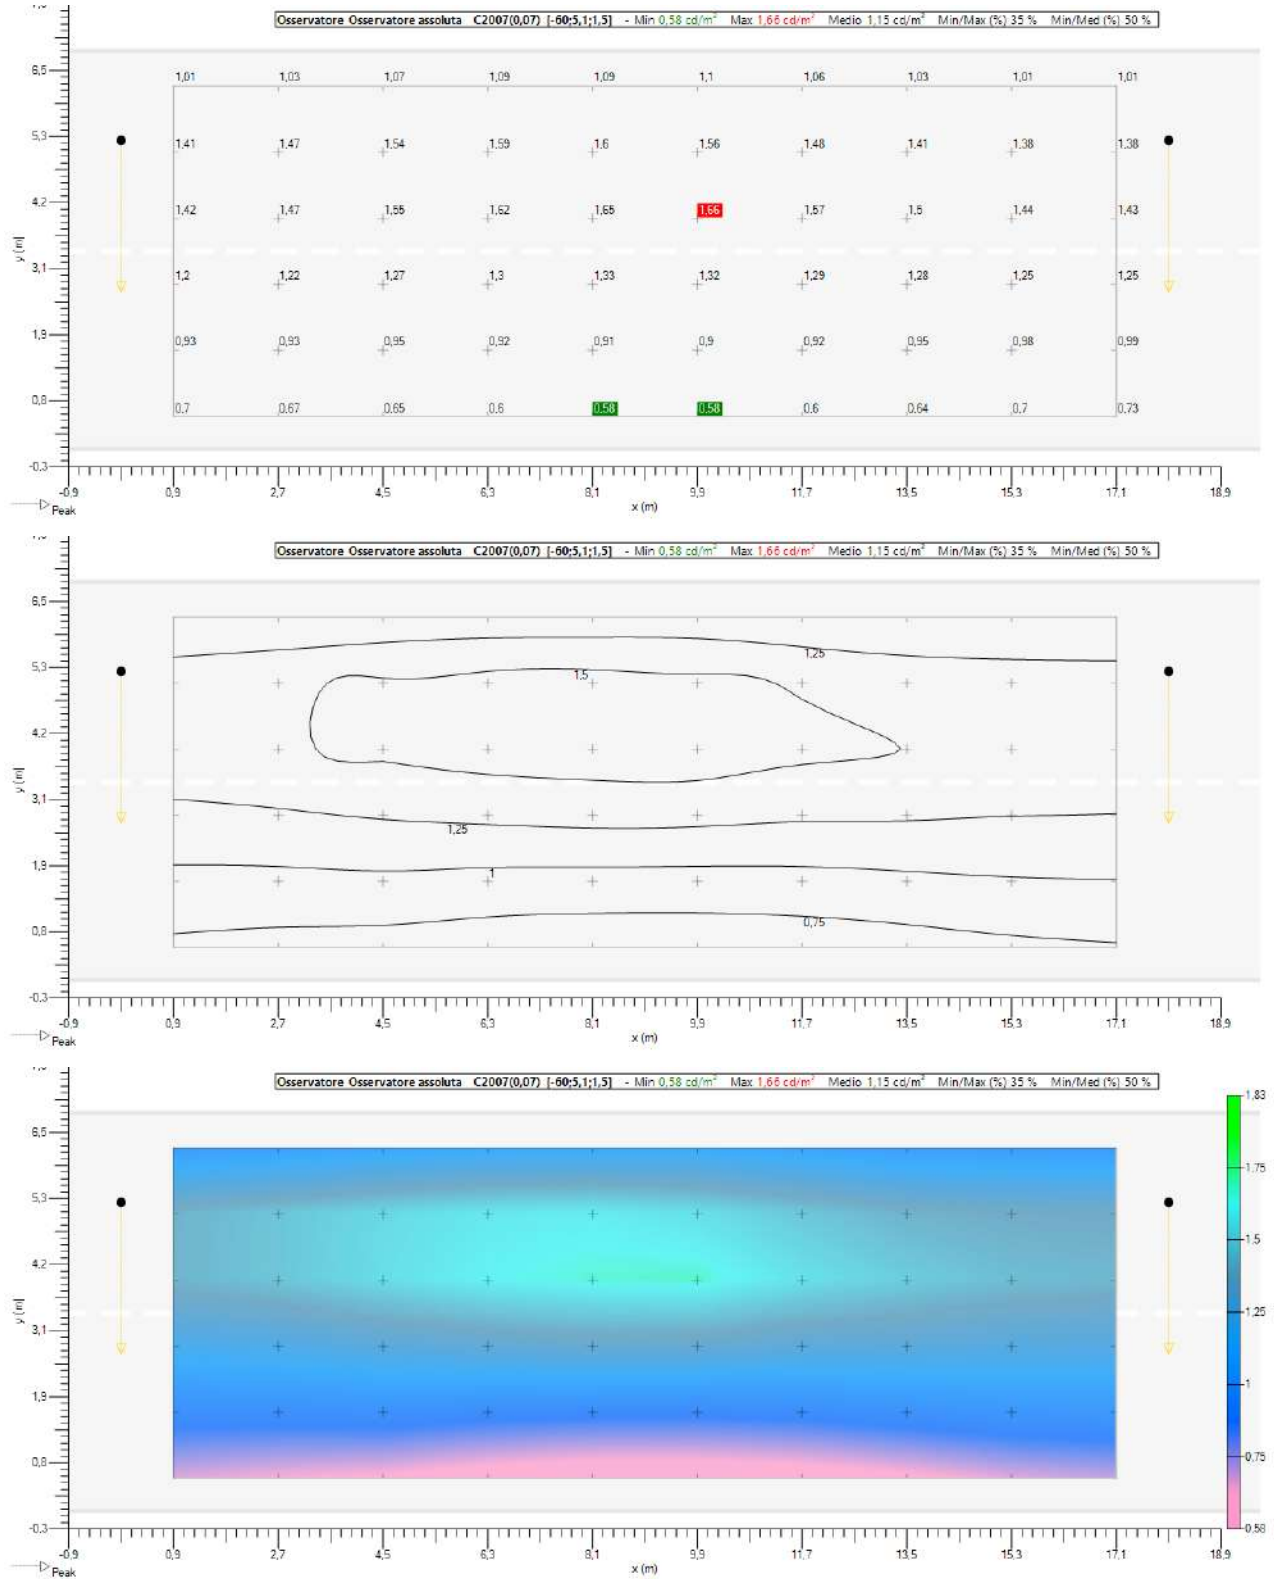 Osservatore Osservatore assoluta C2007(0,07) [-60;5,1;1,5] - Min 0,58 cd/m² Max 1,66 cd/m² Medio 1,15 cd/m² Min/Max (%) 35 % Min/Med (%) 50 %
6,5
1,01 1,03 1,07 1,09 1,09 1,1 1,06 1,03 1,01 1,01
5,3
1,41 1,47 1,54 1,59 1,6 1,56 1,48 1,41 1,38 1,38
4,2
1,42 1,47 1,55 1,62 1,65 1,66 1,57 1,5 1,44 1,43
y (m)
3,1
1,2 1,22 1,27 1,3 1,33 1,32 1,29 1,28 1,25 1,25
1,9
0,93 0,93 0,95 0,92 0,91 0,9 0,92 0,95 0,98 0,99
0,8
0,7 0,67 0,65 0,6 0,58 0,58 0,6 0,64 0,7 0,73
-0,3
-0,9 0,9 2,7 4,5 6,3 8,1 9,9 11,7 13,5 15,3 17,1 18,9
Peak
x (m)
Osservatore Osservatore assoluta C2007(0,07) [-60;5,1;1,5] - Min 0,58 cd/m² Max 1,66 cd/m² Medio 1,15 cd/m² Min/Max (%) 35 % Min/Med (%) 50 %
6,5
1,25
5,3
1,5
4,2
y (m)
3,1
1,25
1,9
1
0,8
0,75
-0,3
-0,9 0,9 2,7 4,5 6,3 8,1 9,9 11,7 13,5 15,3 17,1 18,9
Peak
x (m)
Osservatore Osservatore assoluta C2007(0,07) [-60;5,1;1,5] - Min 0,58 cd/m² Max 1,66 cd/m² Medio 1,15 cd/m² Min/Max (%) 35 % Min/Med (%) 50 %
1,83
6,5
1,75
5,3
1,5
4,2
1,25
y (m)
3,1
1
1,9
0,75
0,8
0,58
-0,3
-0,9 0,9 2,7 4,5 6,3 8,1 9,9 11,7 13,5 15,3 17,1 18,9
Peak
x (m)